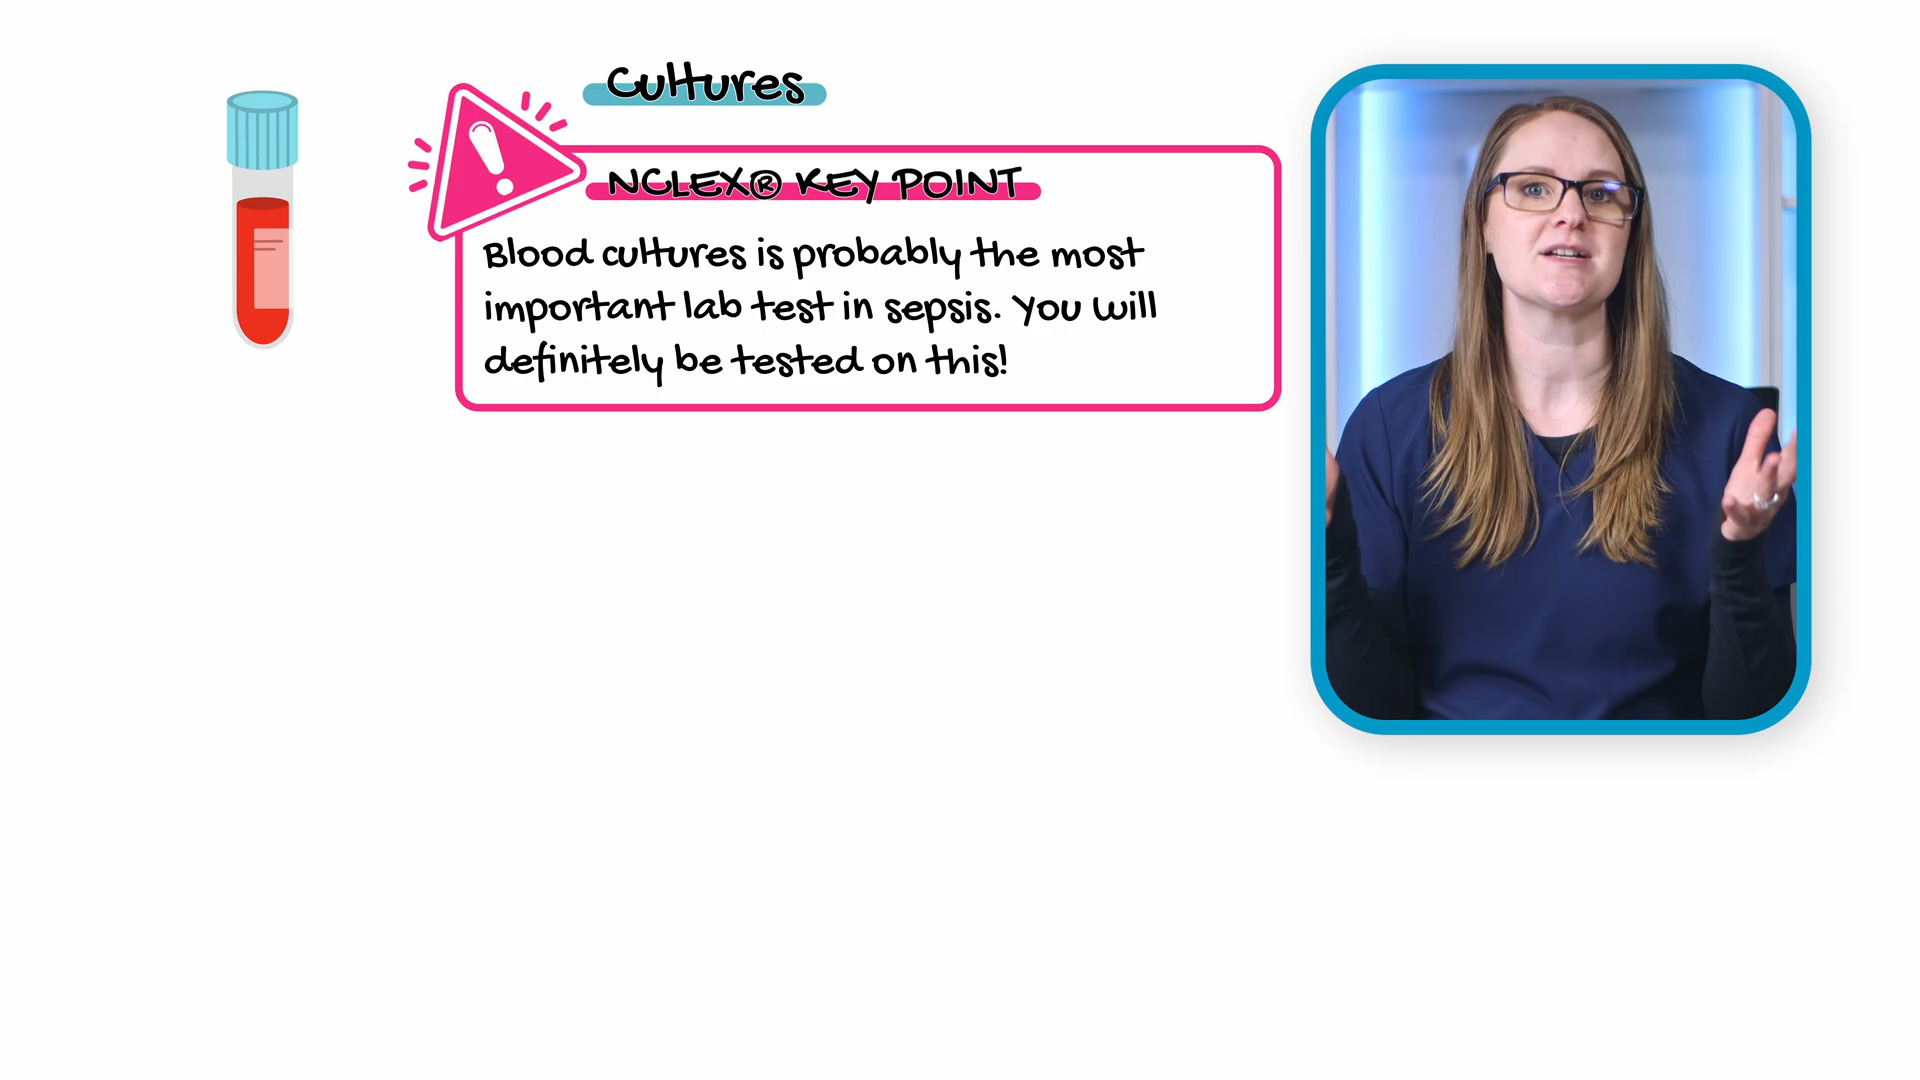 Cultures
NCLEX® KEY POINT
Blood cultures is probably the most
important lab test in sepsis. You will
definitely be tested on this!